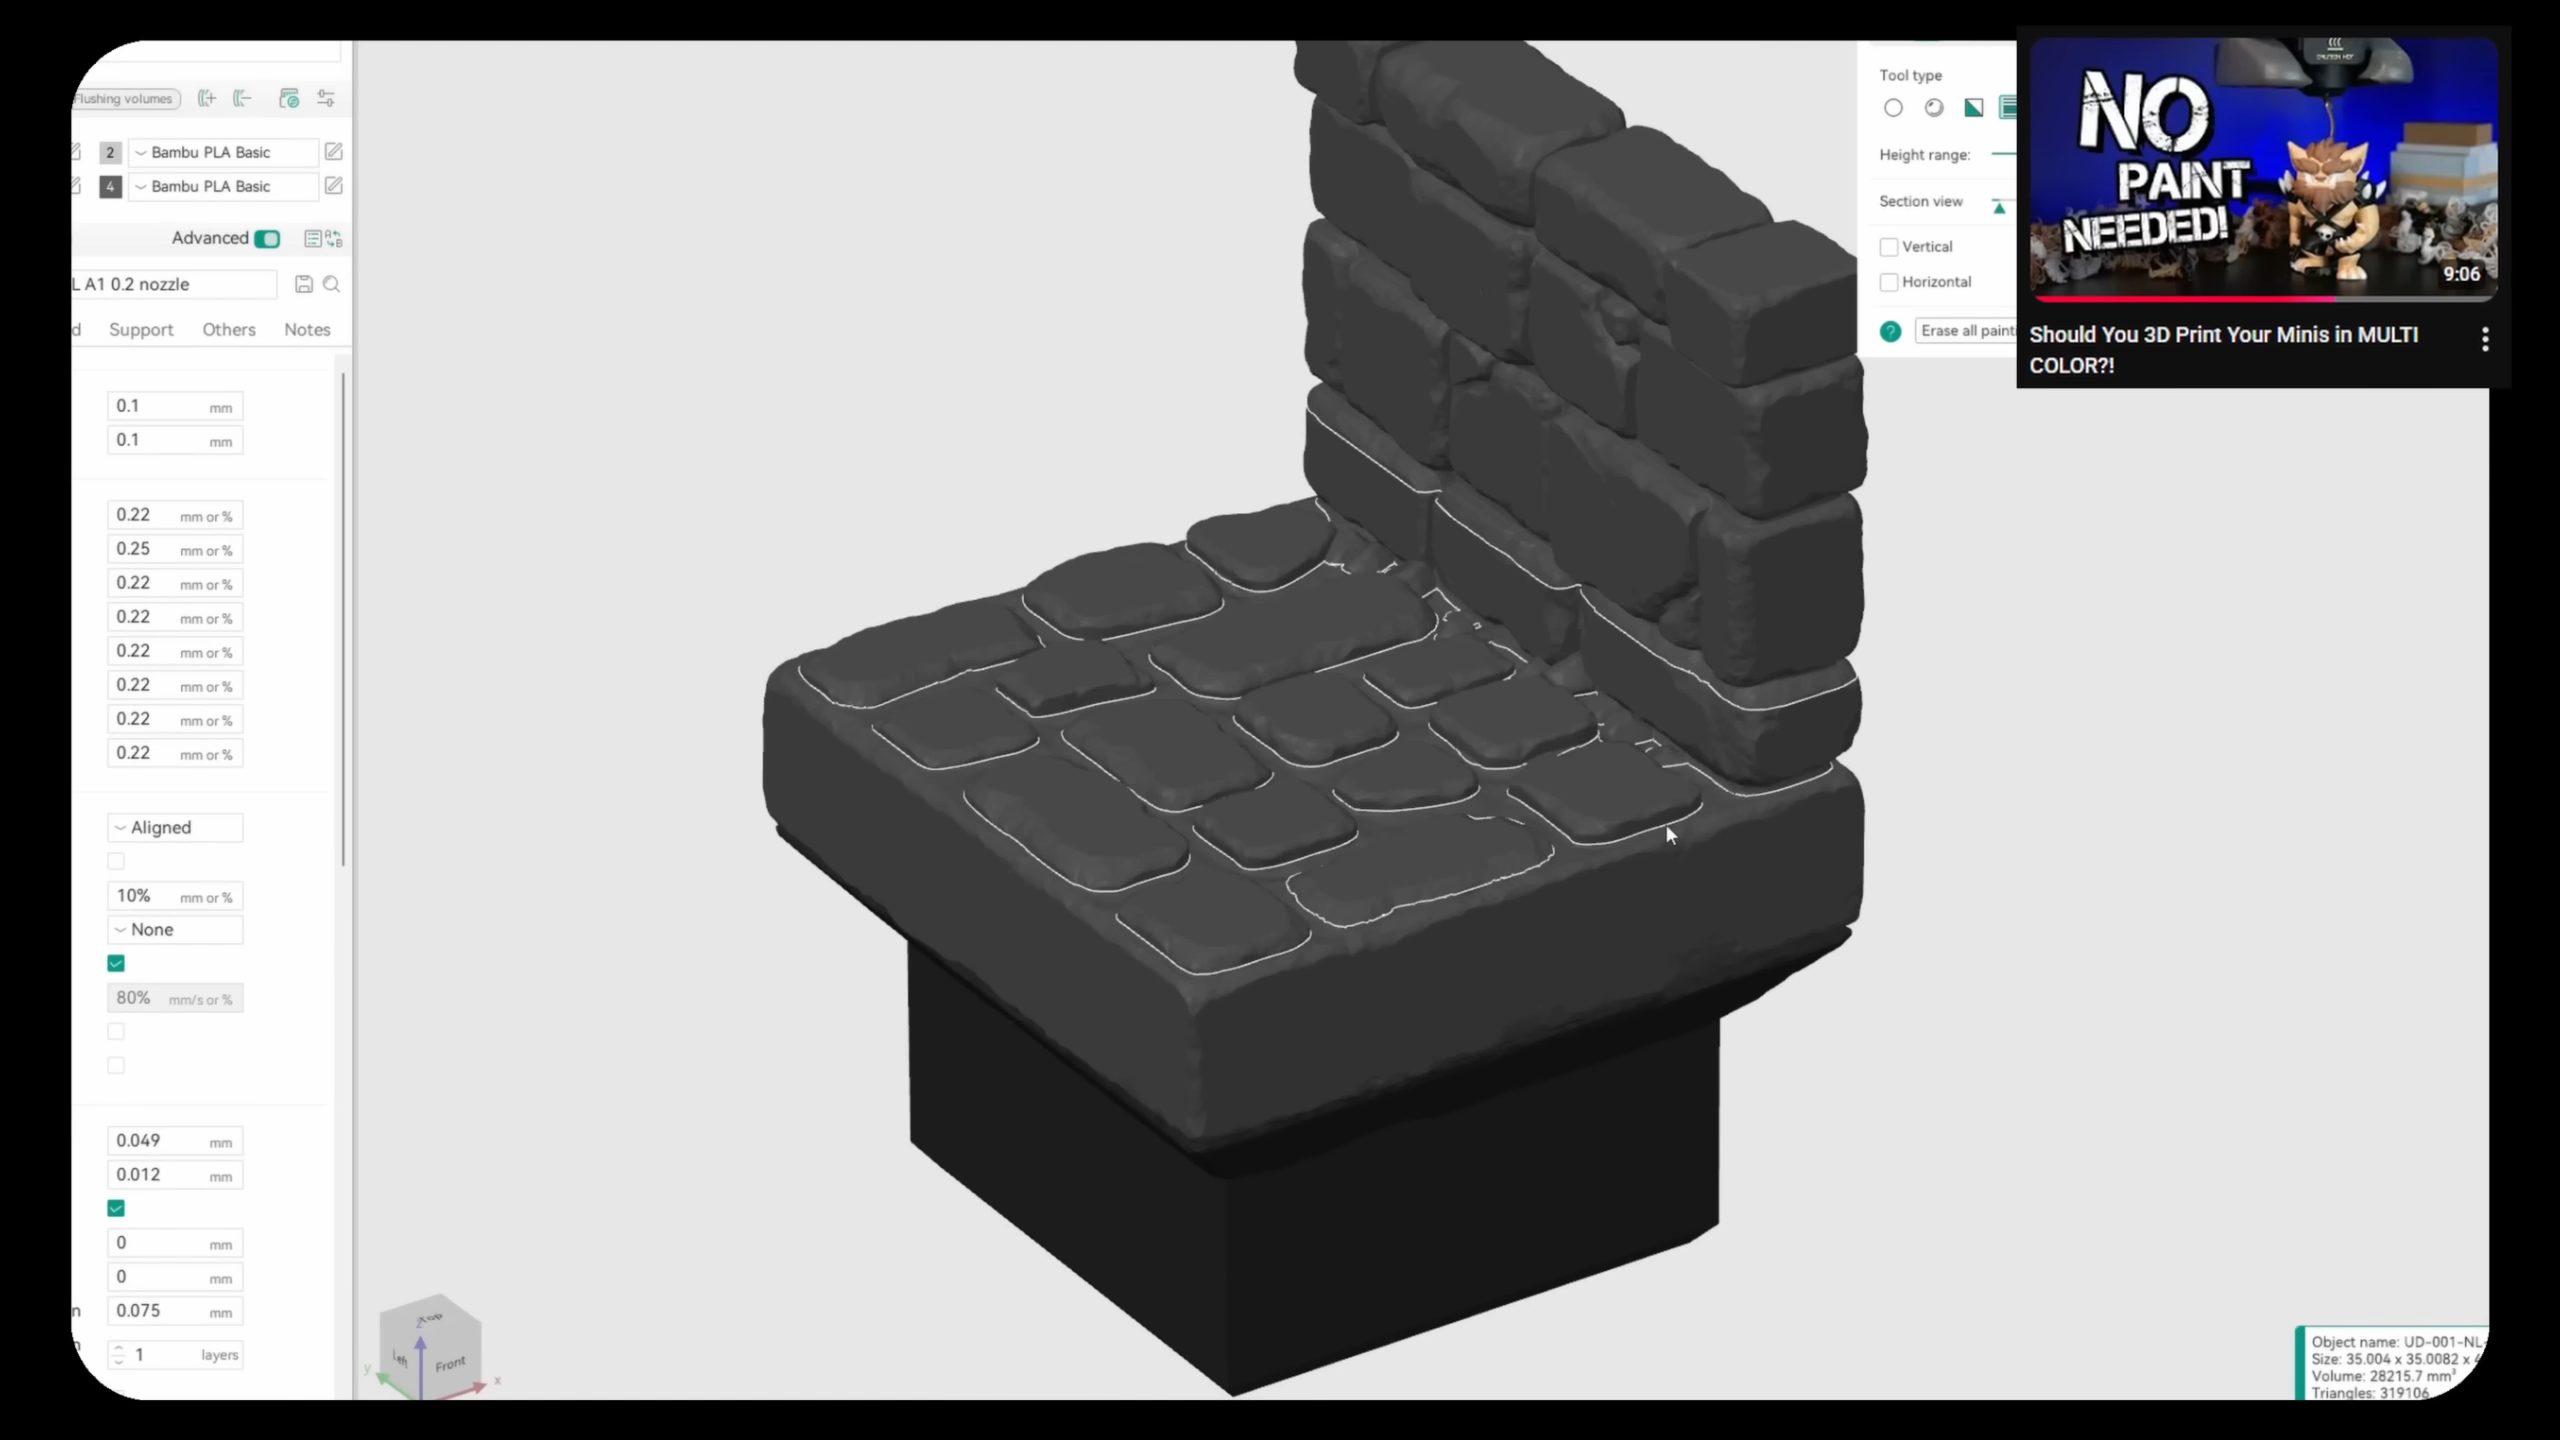 Flushing volumes
2 Bambu PLA Basic
4 Bambu PLA Basic
Advanced
L A1 0.2 nozzle
d Support Others Notes
0.1 mm
0.1 mm
0.22 mm or %
0.25 mm or %
0.22 mm or %
0.22 mm or %
0.22 mm or %
0.22 mm or %
0.22 mm or %
0.22 mm or %
Aligned
10% mm or %
None
80% mm/s or %
0.049 mm
0.012 mm
0 mm
0 mm
n 0.075 mm
1 layers
Top
Left Front
z
y
x
Tool type
Height range:
Section view
Vertical
Horizontal
? Erase all painti
NO
PAINT
NEEDED!
9:06
Should You 3D Print Your Minis in MULTI
COLOR?!
Object name: UD-001-NL-
Size: 35.004 x 35.0082 x 4
Volume: 28215.7 mm³
Triangles: 319106